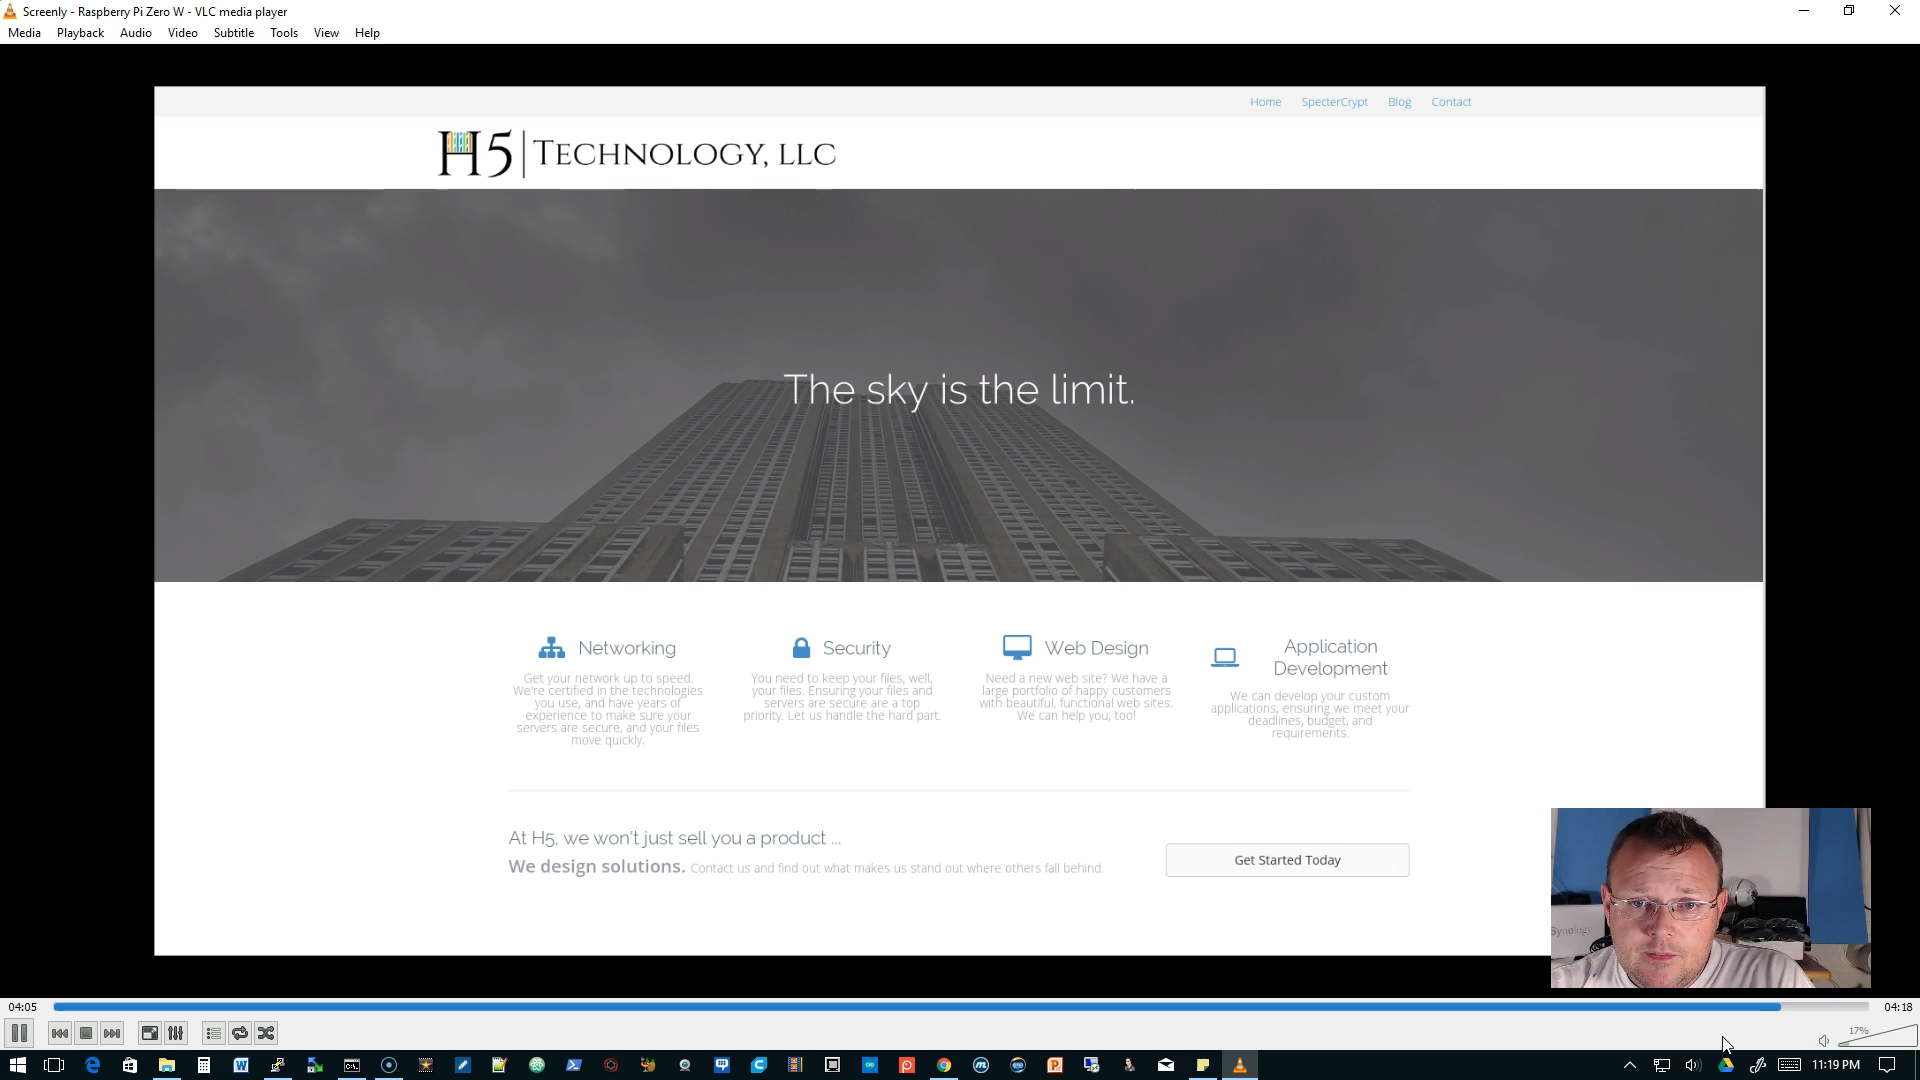 Screenly - Raspberry Pi Zero W - VLC media player
Media Playback Audio Video Subtitle Tools View Help
Home SpecterCrypt Blog Contact
H5 | TECHNOLOGY, LLC
The sky is the limit.
Networking
Get your network up to speed.
We're certified in the technologies
you use, and have years of
experience to make sure your
servers are secure, and your files
move quickly.
Security
You need to keep your files, well,
your files. Ensuring your files and
servers are secure are a top
priority. Let us handle the hard part.
Web Design
Need a new web site? We have a
large portfolio of happy customers
with beautiful, functional web sites.
We can help you, too!
Application
Development
We can develop your custom
applications, ensuring we meet your
deadlines, budget, and
requirements.
At H5, we won't just sell you a product ...
We design solutions. Contact us and find out what makes us stand out where others fall behind.
Get Started Today
Synology
04:05
04:18
17%
11:19 PM